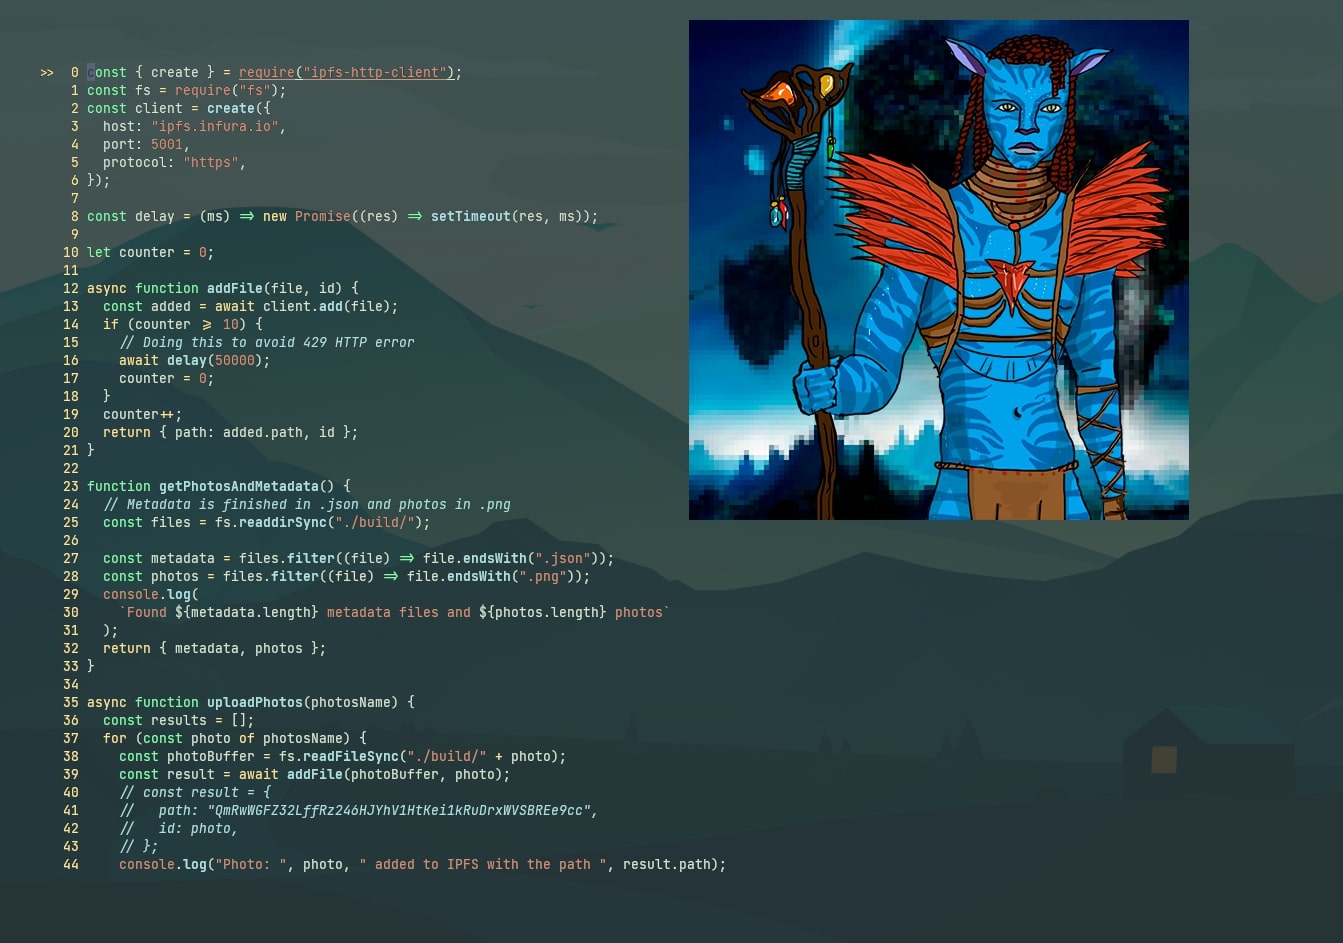 >> 0 const { create } = require("ipfs-http-client");
1 const fs = require("fs");
2 const client = create({
3   host: "ipfs.infura.io",
4   port: 5001,
5   protocol: "https",
6 });
7
8 const delay = (ms) => new Promise((res) => setTimeout(res, ms));
9
10 let counter = 0;
11
12 async function addFile(file, id) {
13   const added = await client.add(file);
14   if (counter >= 10) {
15     // Doing this to avoid 429 HTTP error
16     await delay(50000);
17     counter = 0;
18   }
19   counter++;
20   return { path: added.path, id };
21 }
22
23 function getPhotosAndMetadata() {
24   // Metadata is finished in .json and photos in .png
25   const files = fs.readdirSync("./build/");
26
27   const metadata = files.filter((file) => file.endsWith(".json"));
28   const photos = files.filter((file) => file.endsWith(".png"));
29   console.log(
30     `Found ${metadata.length} metadata files and ${photos.length} photos`
31   );
32   return { metadata, photos };
33 }
34
35 async function uploadPhotos(photosName) {
36   const results = [];
37   for (const photo of photosName) {
38     const photoBuffer = fs.readFileSync("./build/" + photo);
39     const result = await addFile(photoBuffer, photo);
40     // const result = {
41     //   path: "QmRwWGFZ32LffRz246HJYhV1HtKei1kRuDrxWVSBREe9cc",
42     //   id: photo,
43     // };
44     console.log("Photo: ", photo, " added to IPFS with the path ", result.path);